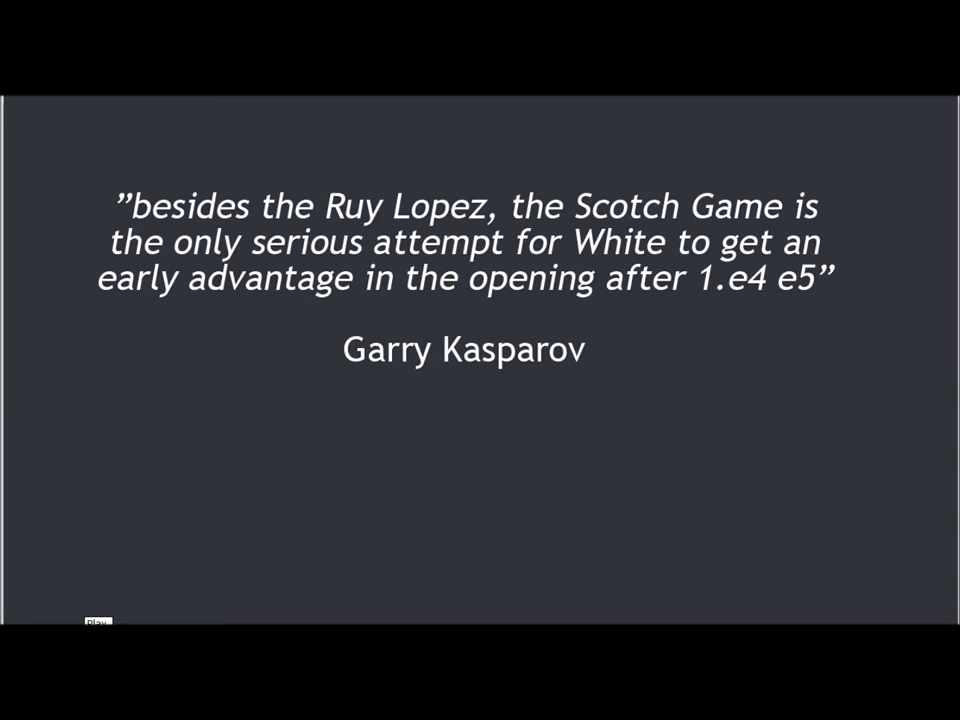 ”besides the Ruy Lopez, the Scotch Game is
the only serious attempt for White to get an
early advantage in the opening after 1.e4 e5”
Garry Kasparov
Play